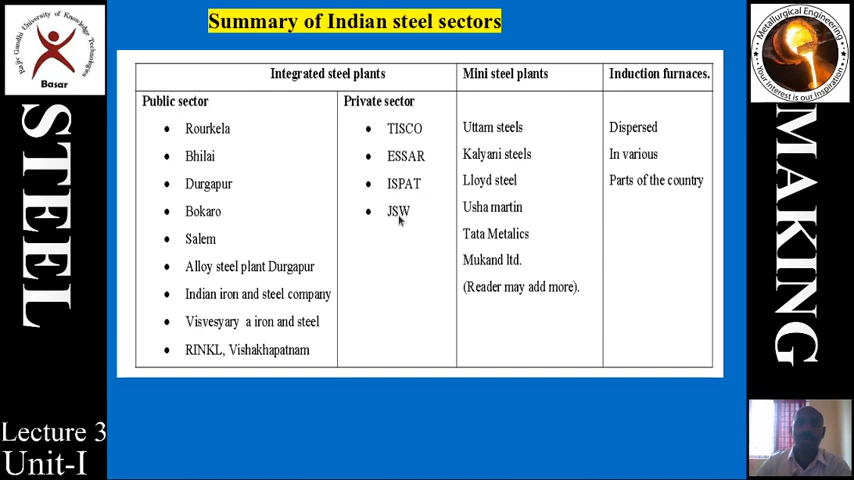 Summary of Indian steel sectors
Rajiv Gandhi University of Knowledge Technologies
Basar
Metallurgical Engineering
Your Interest is our Inspiration
STEEL
MAKING
Integrated steel plants
Mini steel plants
Induction furnaces.
Public sector
Private sector
Rourkela
Bhilai
Durgapur
Bokaro
Salem
Alloy steel plant Durgapur
Indian iron and steel company
Visvesyary a iron and steel
RINKL, Vishakhapatnam
TISCO
ESSAR
ISPAT
JSW
Uttam steels
Kalyani steels
Lloyd steel
Usha martin
Tata Metalics
Mukand ltd.
(Reader may add more).
Dispersed
In various
Parts of the country
Lecture 3
Unit-I